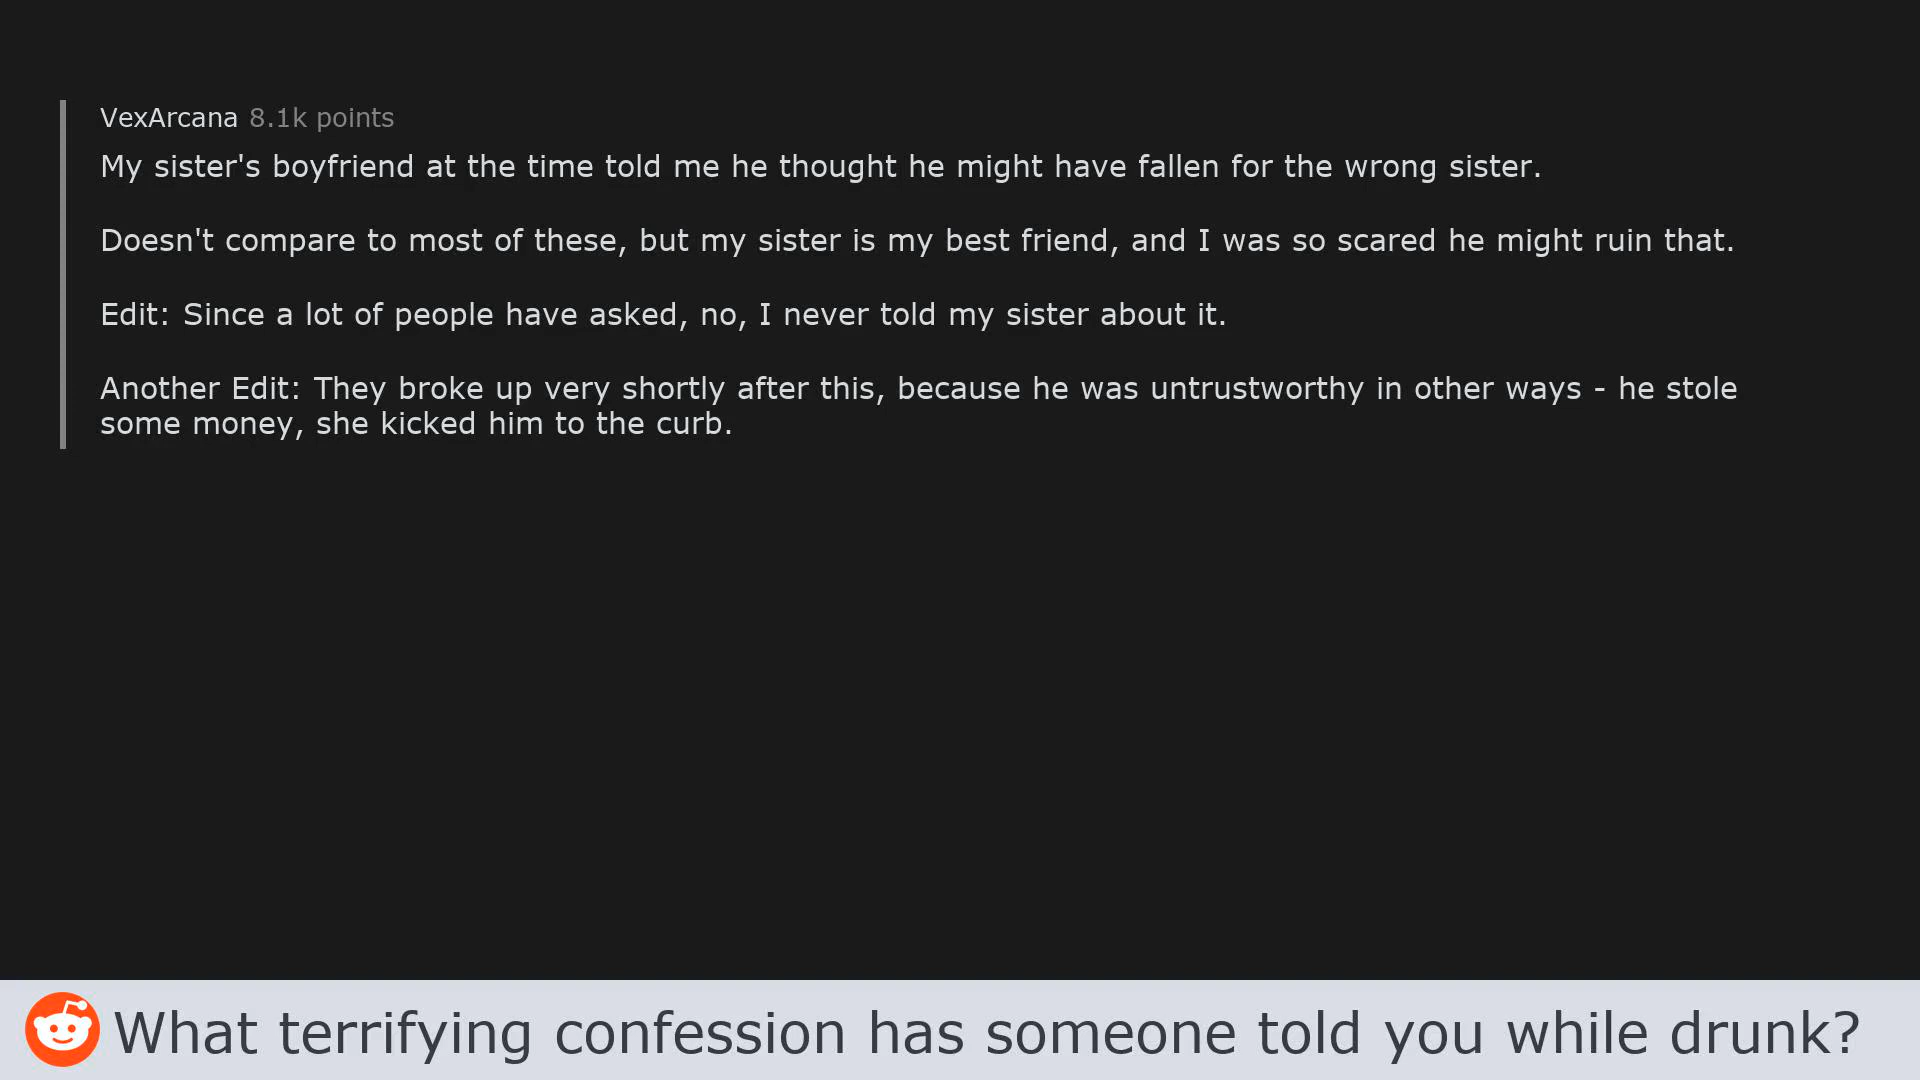 VexArcana 8.1k points
My sister's boyfriend at the time told me he thought he might have fallen for the wrong sister.
Doesn't compare to most of these, but my sister is my best friend, and I was so scared he might ruin that.
Edit: Since a lot of people have asked, no, I never told my sister about it.
Another Edit: They broke up very shortly after this, because he was untrustworthy in other ways - he stole
some money, she kicked him to the curb.
What terrifying confession has someone told you while drunk?